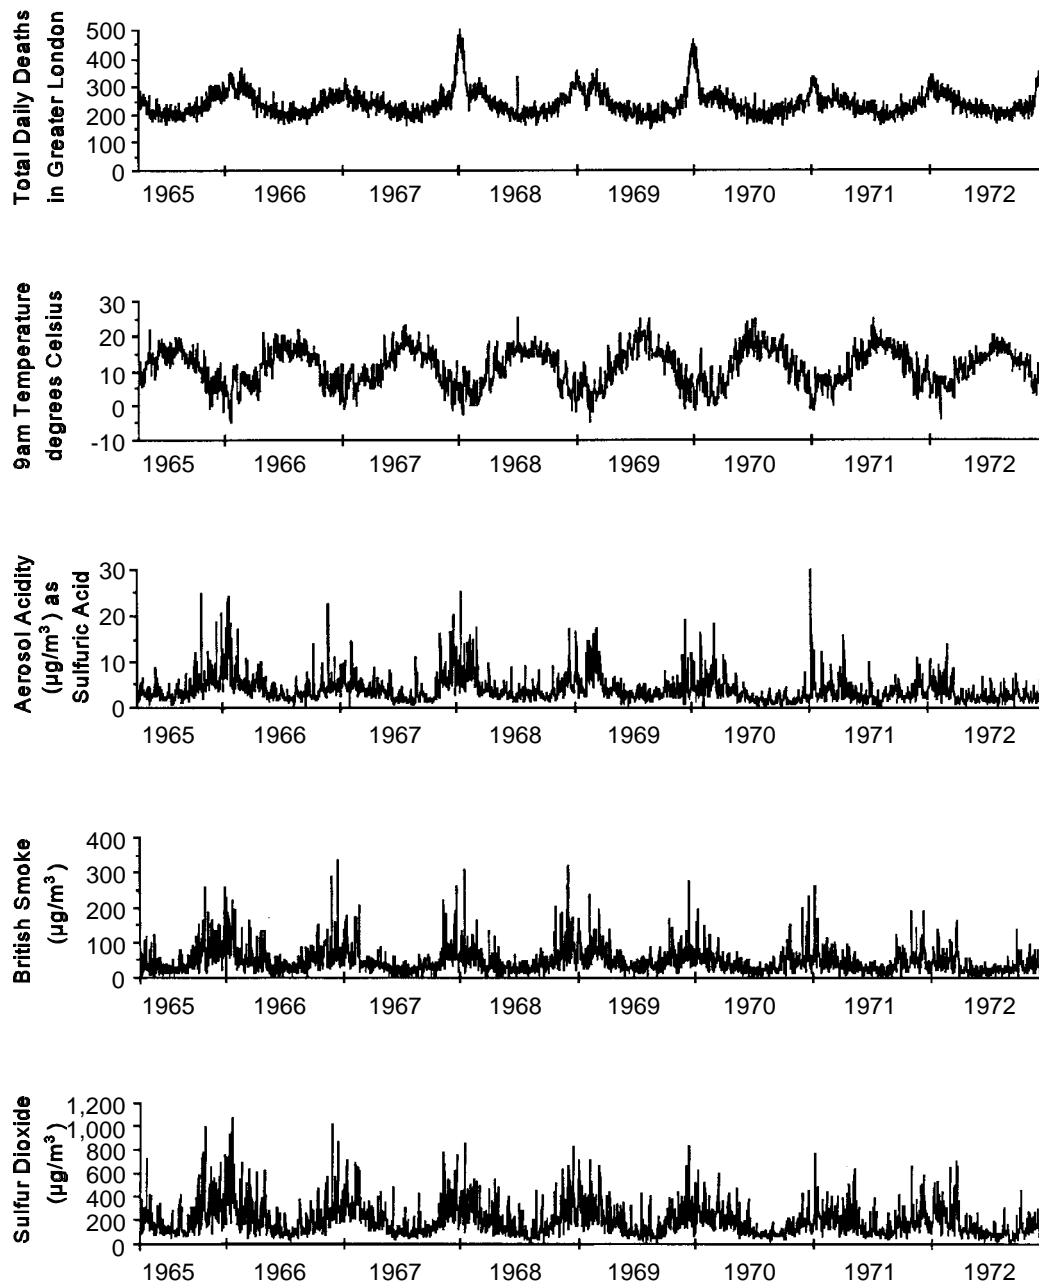 Total Daily Deaths
in Greater London
500
400
300
200
100
0
1965 1966 1967 1968 1969 1970 1971 1972
9am Temperature
degrees Celsius
30
20
10
0
-10
1965 1966 1967 1968 1969 1970 1971 1972
Aerosol Acidity
(µg/m³) as
Sulfuric Acid
30
20
10
0
1965 1966 1967 1968 1969 1970 1971 1972
British Smoke
(µg/m³)
400
300
200
100
0
1965 1966 1967 1968 1969 1970 1971 1972
Sulfur Dioxide
(µg/m³)
1,200
1,000
800
600
400
200
0
1965 1966 1967 1968 1969 1970 1971 1972